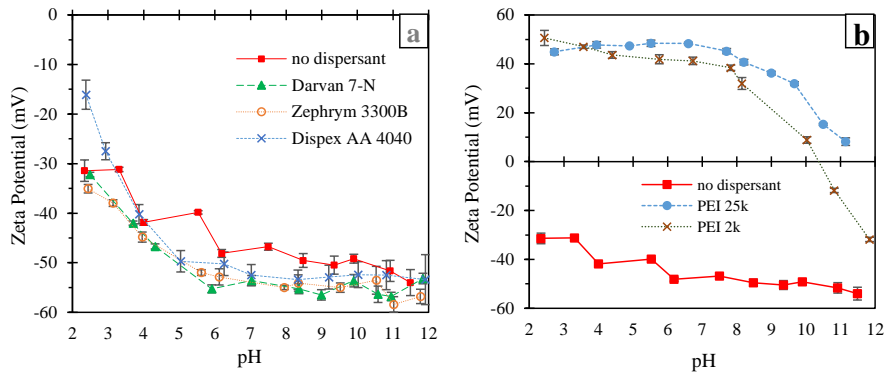 a
0
-10
-20
-30
-40
-50
-60
Zeta Potential (mV)
no dispersant
Darvan 7-N
Zephrym 3300B
Dispex AA 4040
2 3 4 5 6 7 8 9 10 11 12
pH
b
60
40
20
0
-20
-40
-60
Zeta Potential (mV)
no dispersant
PEI 25k
PEI 2k
2 3 4 5 6 7 8 9 10 11 12
pH